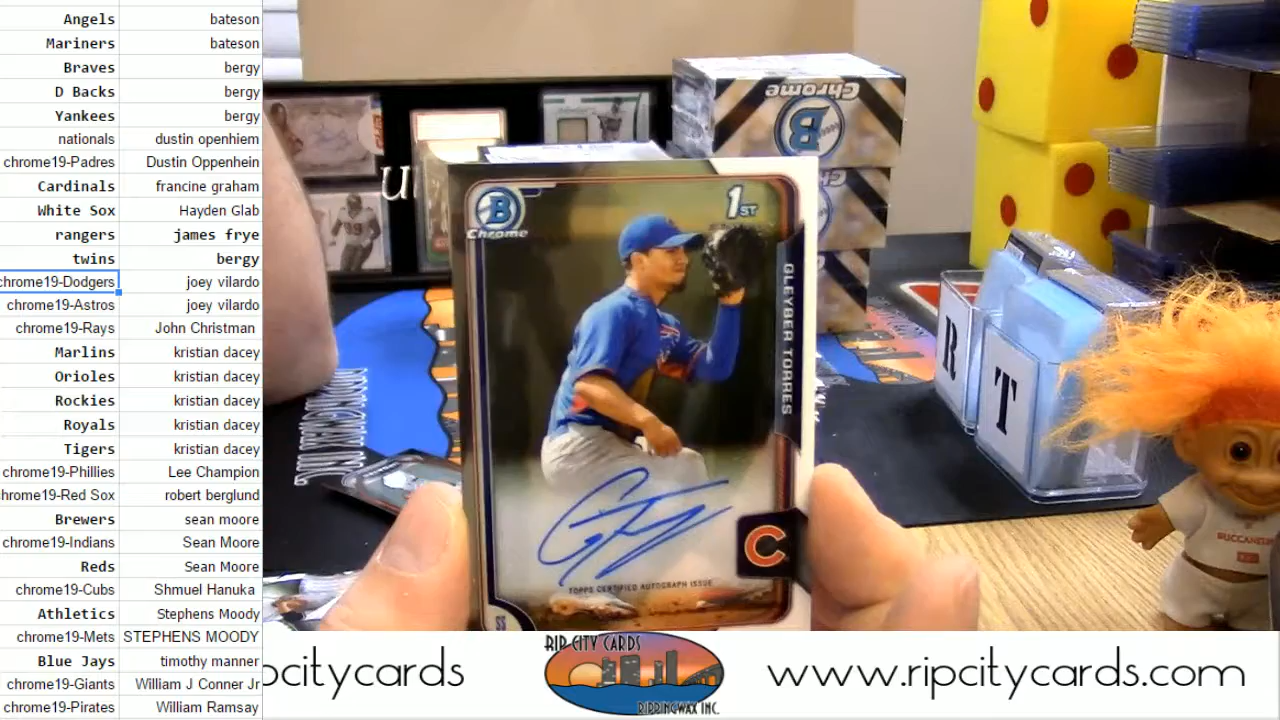 Angels bateson
Mariners bateson
Braves bergy
D Backs bergy
Yankees bergy
nationals dustin openhiem
chrome19-Padres Dustin Oppenhein
Cardinals francine graham
White Sox Hayden Glab
rangers james frye
twins bergy
chrome19-Dodgers joey vilardo
chrome19-Astros joey vilardo
chrome19-Rays John Christman
Marlins kristian dacey
Orioles kristian dacey
Rockies kristian dacey
Royals kristian dacey
Tigers kristian dacey
chrome19-Phillies Lee Champion
chrome19-Red Sox robert berglund
Brewers sean moore
chrome19-Indians Sean Moore
Reds Sean Moore
chrome19-Cubs Shmuel Hanuka
Athletics Stephens Moody
chrome19-Mets STEPHENS MOODY
Blue Jays timothy manner
chrome19-Giants William J Conner Jr
chrome19-Pirates William Ramsay
Chrome
B
B
Chrome
1ST
GLEYBER TORRES
C
TOPPS CERTIFIED AUTOGRAPH ISSUE
SS
R
T
BUCCANEERS
pcitycards
RIP CITY CARDS
RIPPINGWAX INC.
www.ripcitycards.com